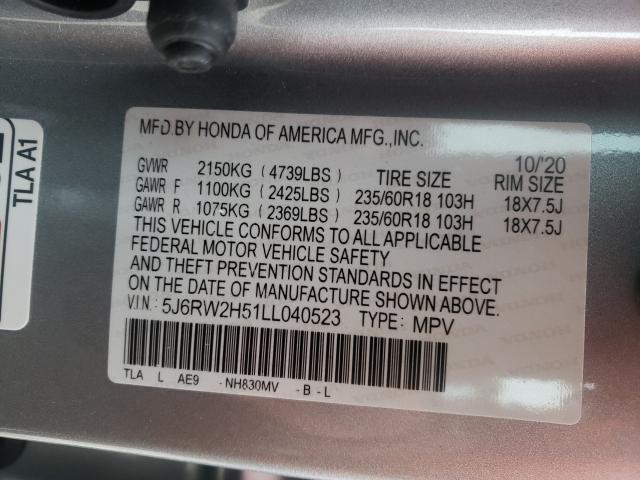 MFD BY HONDA OF AMERICA MFG., INC.
10/'20
GVWR 2150KG (4739LBS) TIRE SIZE RIM SIZE
GAWR F 1100KG (2425LBS) 235/60R18 103H 18X7.5J
GAWR R 1075KG (2369LBS) 235/60R18 103H 18X7.5J
THIS VEHICLE CONFORMS TO ALL APPLICABLE
FEDERAL MOTOR VEHICLE SAFETY
AND THEFT PREVENTION STANDARDS IN EFFECT
ON THE DATE OF MANUFACTURE SHOWN ABOVE.
VIN: 5J6RW2H51LL040523 TYPE: MPV
TLA L AE9 -NH830MV -B-L
TLA A1